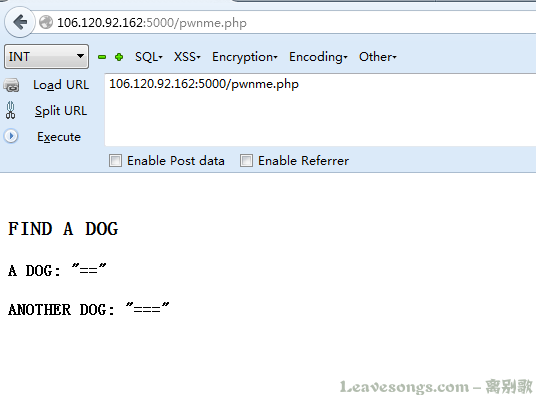 106.120.92.162:5000/pwnme.php
INT SQL- XSS- Encryption- Encoding- Other-
Load URL 106.120.92.162:5000/pwnme.php
Split URL
Execute
Enable Post data Enable Referrer
FIND A DOG
A DOG: "=="
ANOTHER DOG: "==="
Leavesongs.com - 离别歌